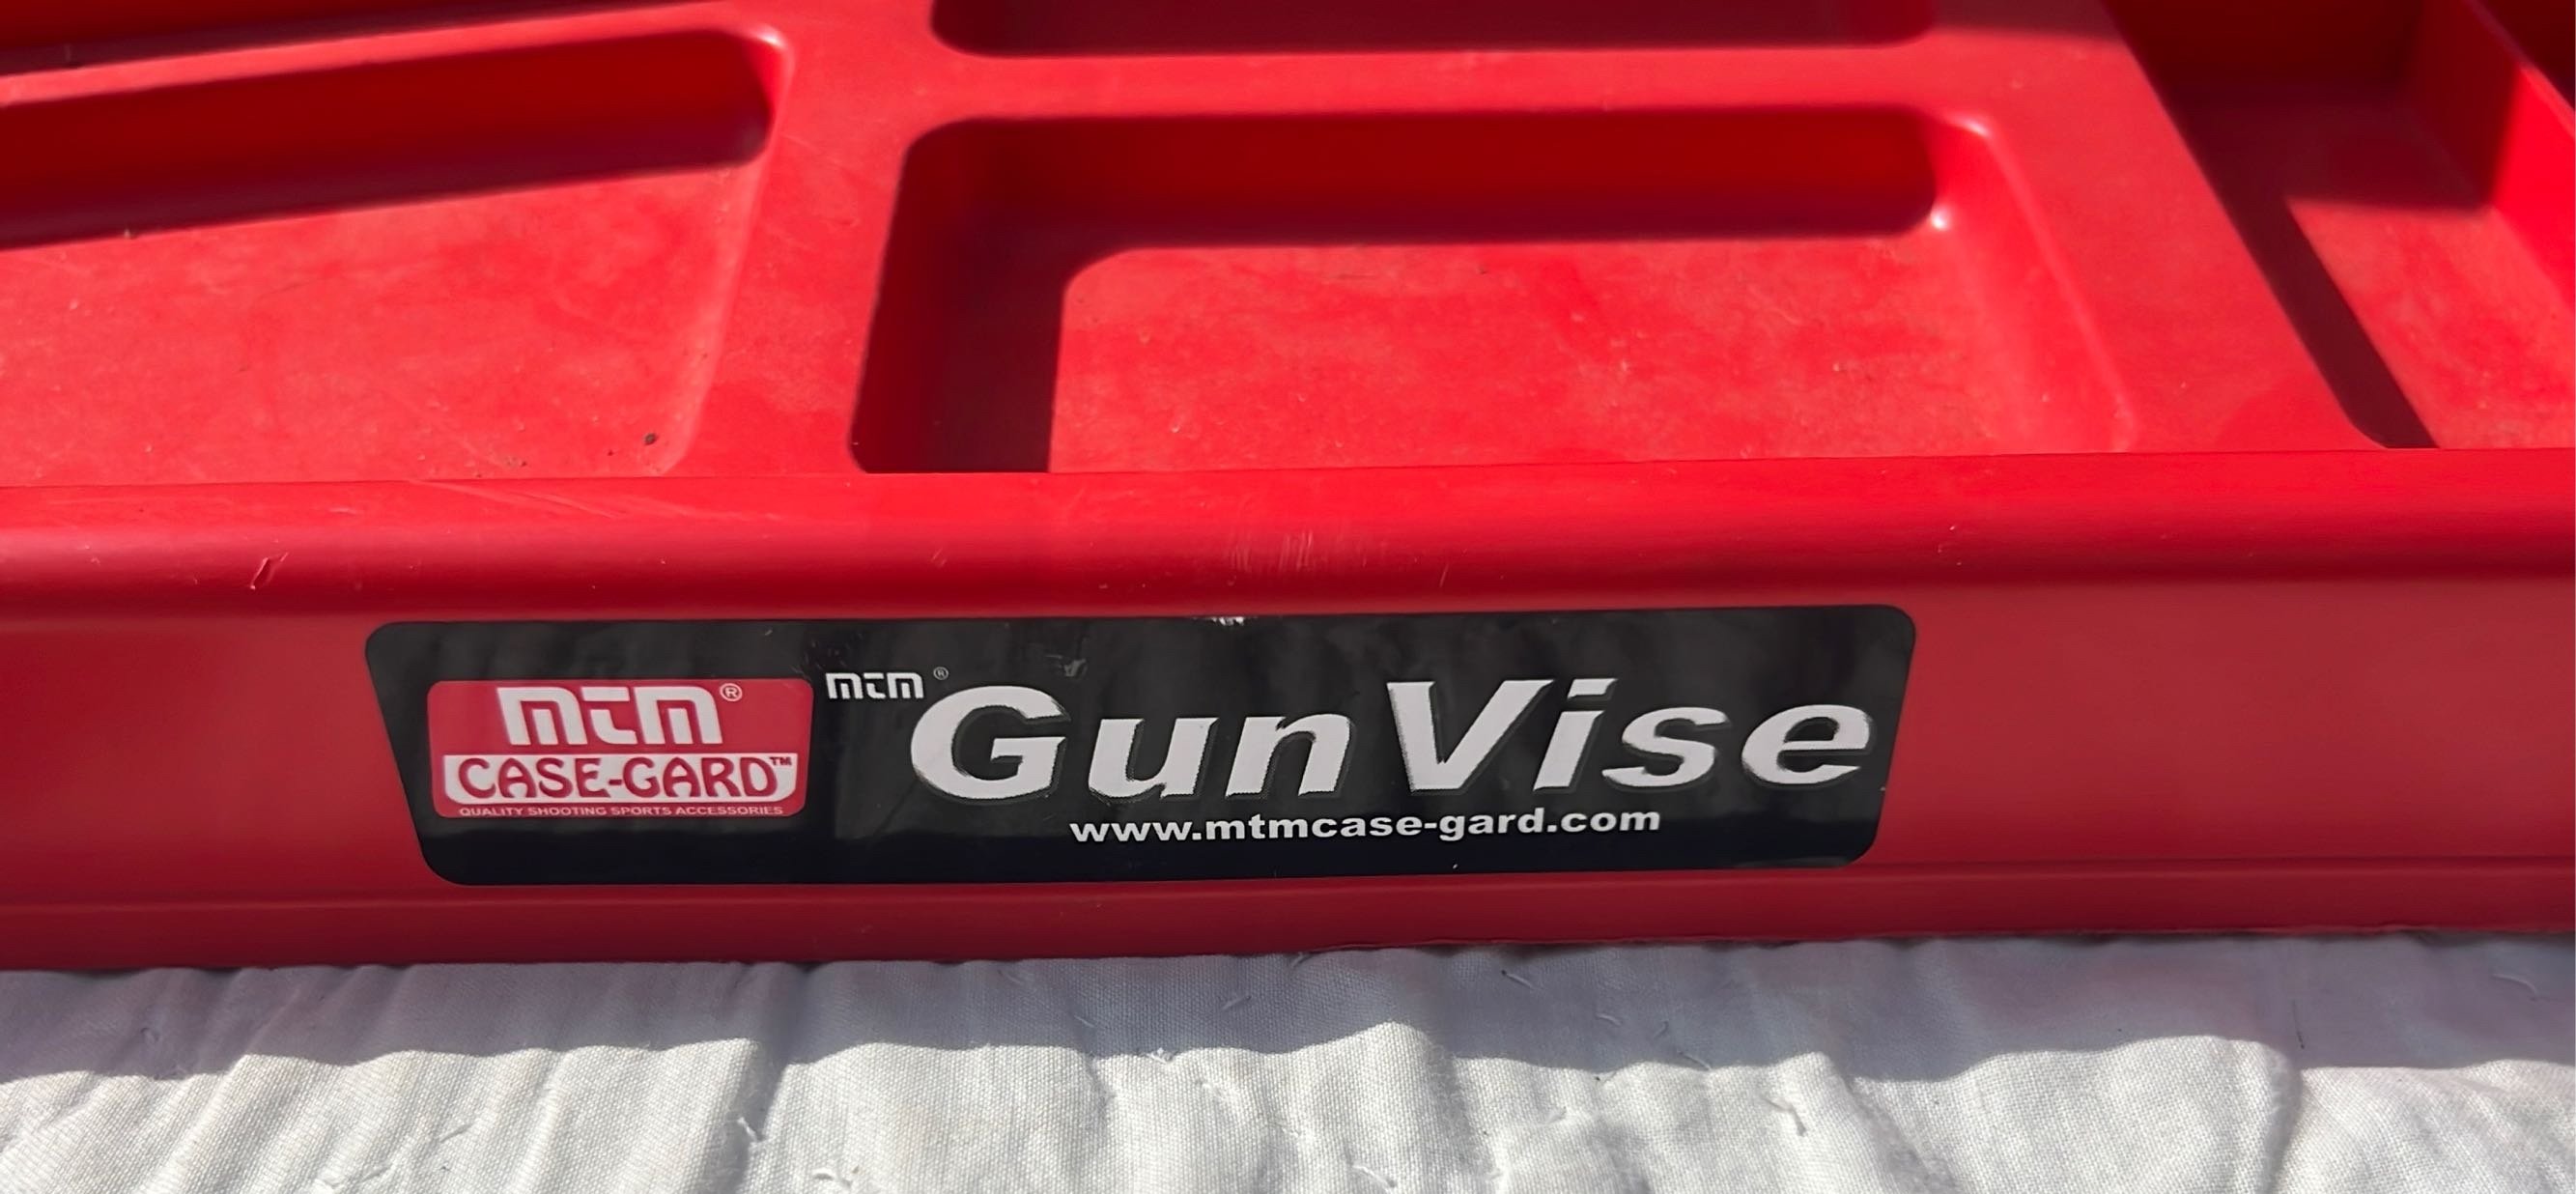 mtm®
CASE-GARD™
QUALITY SHOOTING SPORTS ACCESSORIES
mtm®
GunVise
www.mtmcase-gard.com